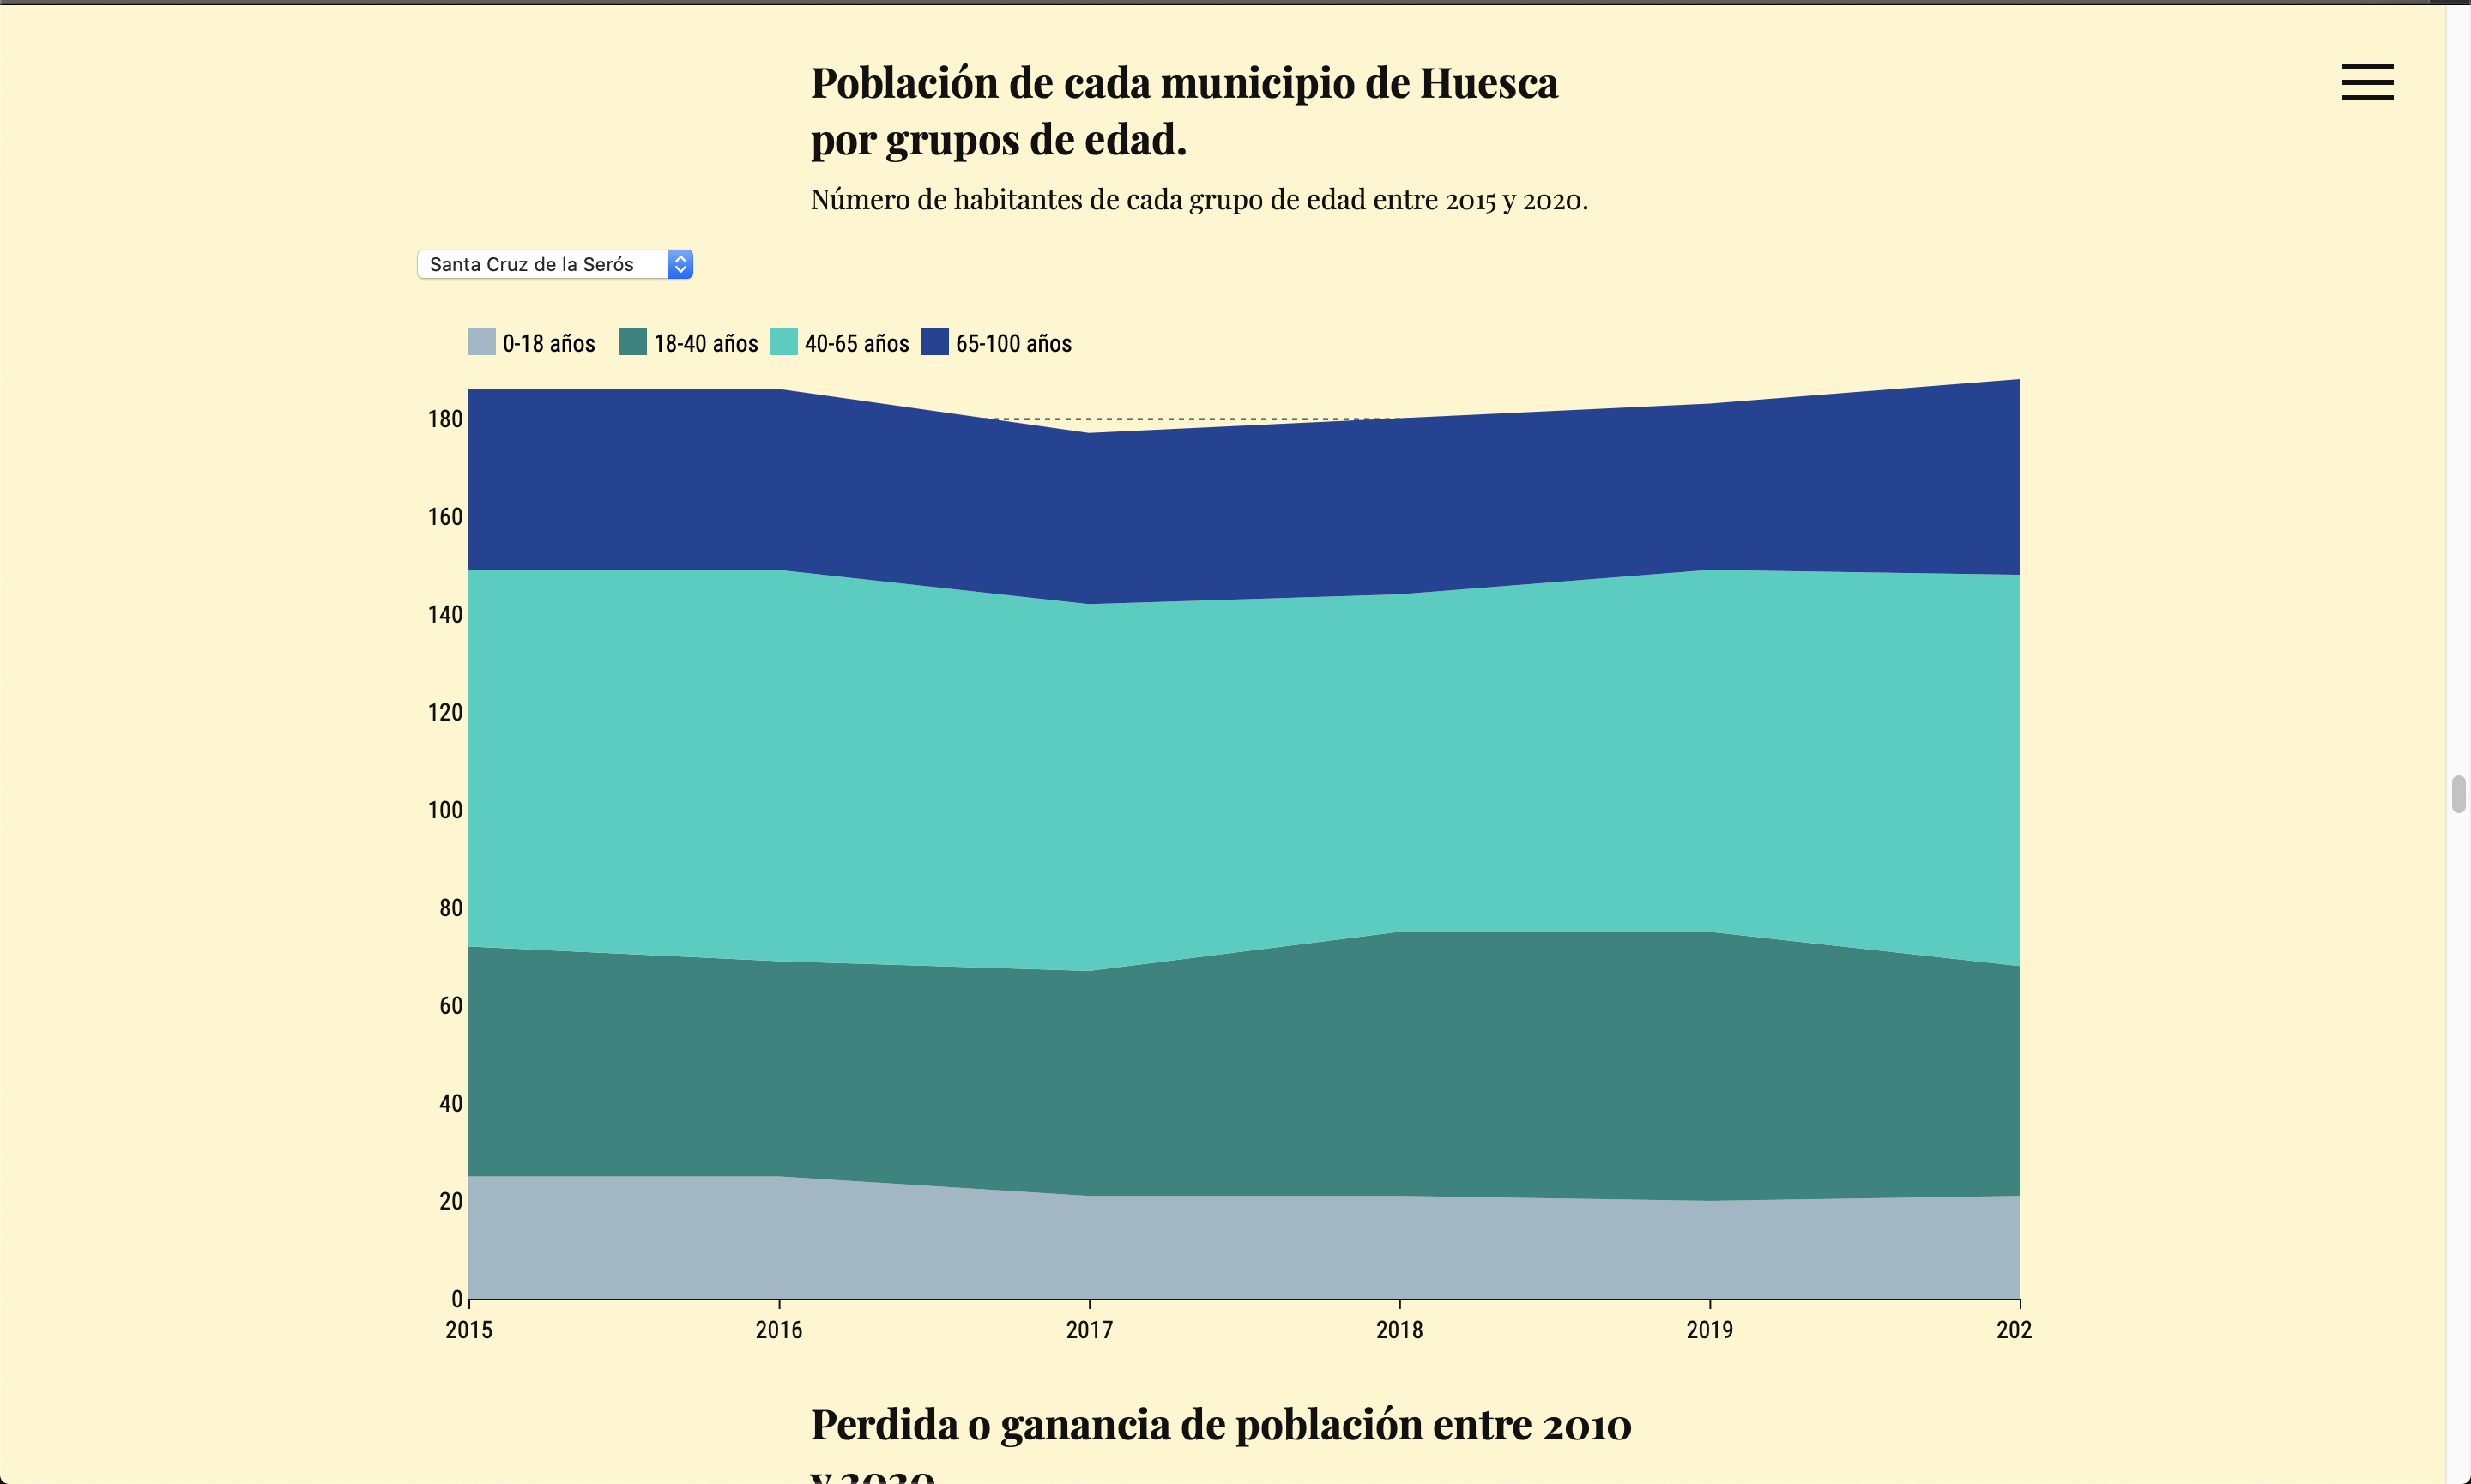 Población de cada municipio de Huesca
por grupos de edad.
Número de habitantes de cada grupo de edad entre 2015 y 2020.
Santa Cruz de la Serós
0-18 años 18-40 años 40-65 años 65-100 años
180
160
140
120
100
80
60
40
20
0
2015 2016 2017 2018 2019 202
Perdida o ganancia de población entre 2010
y 2020